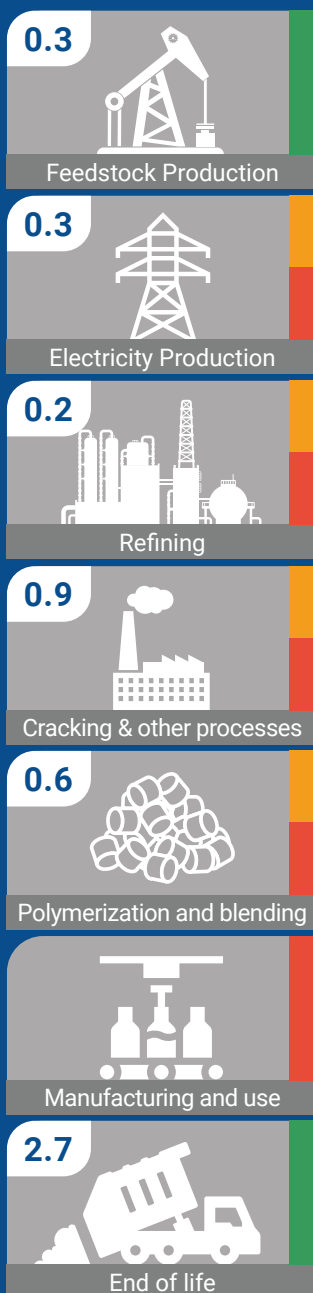 0.3
Feedstock Production
0.3
Electricity Production
0.2
Refining
0.9
Cracking & other processes
0.6
Polymerization and blending
Manufacturing and use
2.7
End of life